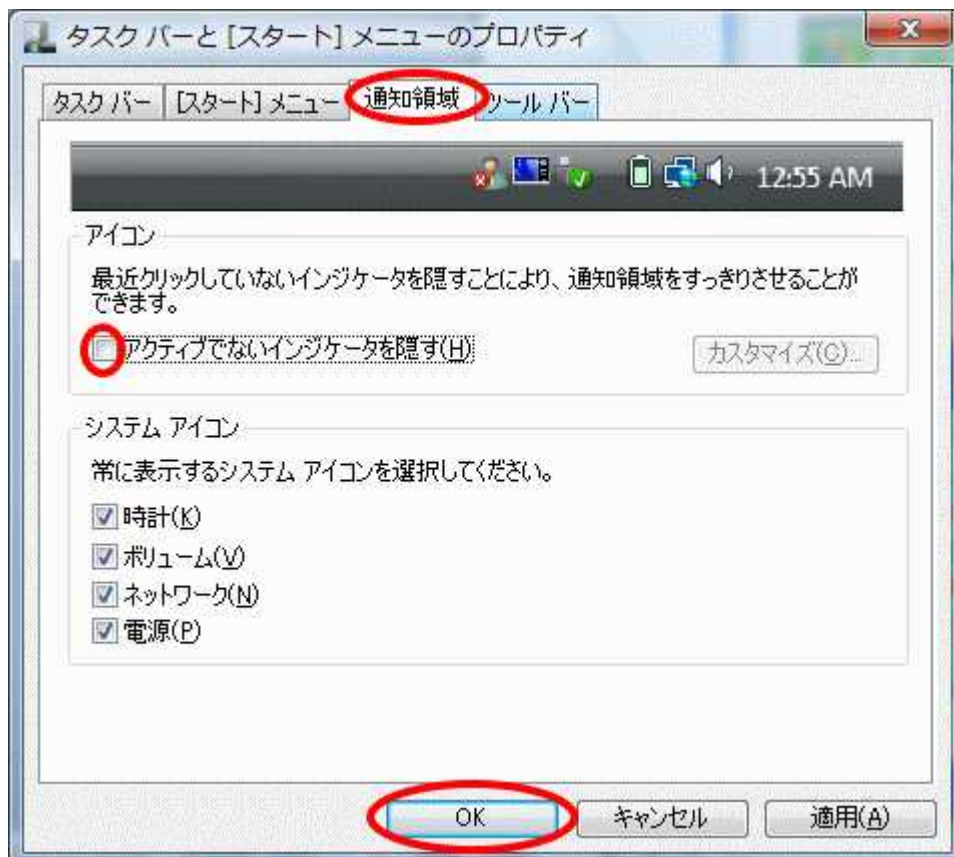 タスク バーと [スタート] メニューのプロパティ
タスク バー [スタート] メニュー 通知領域 ツール バー
12:55 AM
アイコン
最近クリックしていないインジケータを隠すことにより、通知領域をすっきりさせることが
できます。
アクティブでないインジケータを隠す(H)
カスタマイズ(C)...
システム アイコン
常に表示するシステム アイコンを選択してください。
時計(K)
ボリューム(V)
ネットワーク(N)
電源(P)
OK キャンセル 適用(A)